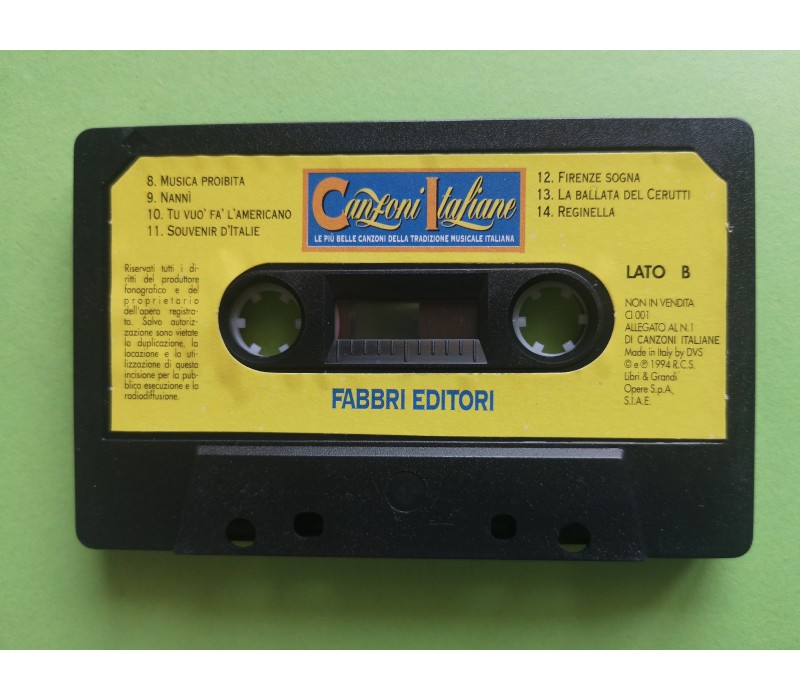 8. Musica proibita
9. Nannì
10. Tu vuo' fa' l'americano
11. Souvenir d'Italie
Canzoni Italiane
LE PIÙ BELLE CANZONI DELLA TRADIZIONE MUSICALE ITALIANA
12. Firenze sogna
13. La ballata del Cerutti
14. Reginella
Riservati tutti i di-
ritti del produttore
fonografico e del
proprietario
dell'opera registra-
ta. Salvo autoriz-
zazione sono vietate
la duplicazione, la
locazione e la uti-
lizzazione di questa
incisione per la pub-
blica esecuzione e la
radiodiffusione.
LATO B
NON IN VENDITA
CI 001
ALLEGATO AL N.1
DI CANZONI ITALIANE
Made in Italy by DVS
© e ℗ 1994 R.C.S.
Libri & Grandi
Opere S.p.A,
S.I.A.E.
FABBRI EDITORI